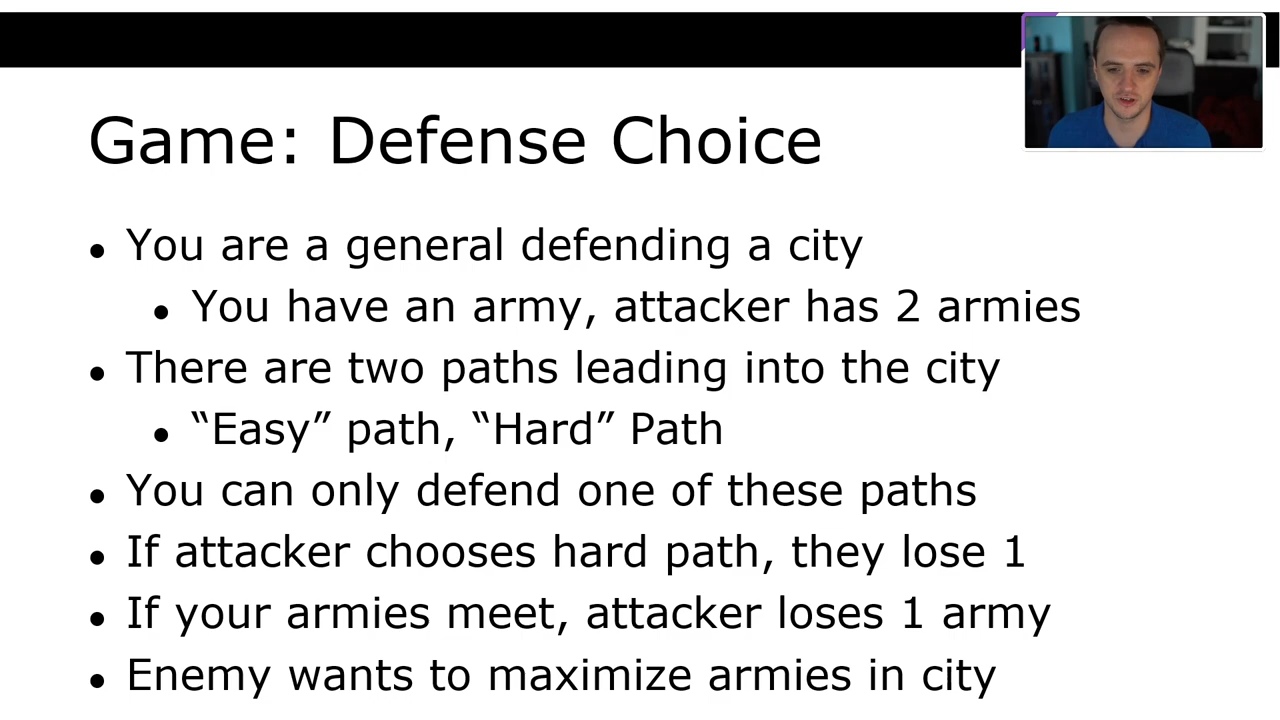 Game: Defense Choice
• You are a general defending a city
• You have an army, attacker has 2 armies
• There are two paths leading into the city
• “Easy” path, “Hard” Path
• You can only defend one of these paths
• If attacker chooses hard path, they lose 1
• If your armies meet, attacker loses 1 army
• Enemy wants to maximize armies in city